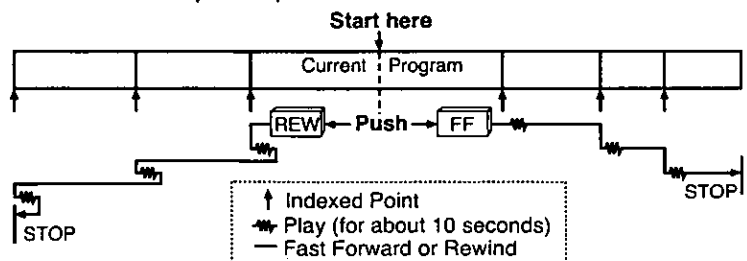 Start here
Current Program
REW Push FF
STOP
STOP
Indexed Point
Play (for about 10 seconds)
Fast Forward or Rewind